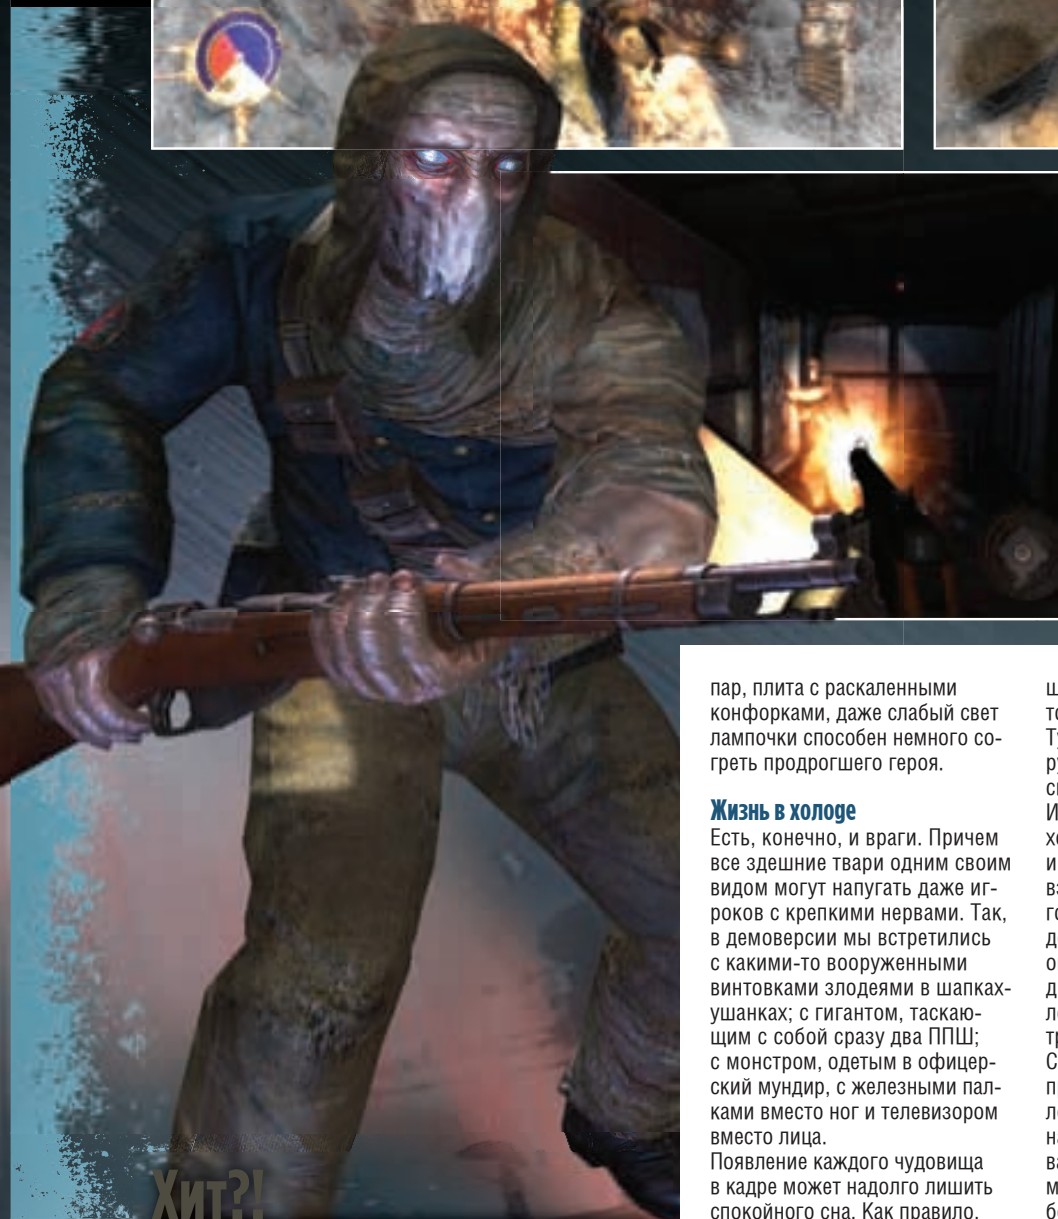 пар, плита с раскаленными
конфорками, даже слабый свет
лампочки способен немного со-
греть продрогшего героя.
Жизнь в холоде
Есть, конечно, и враги. Причем
все здешние твари одним своим
видом могут напугать даже иг-
роков с крепкими нервами. Так,
в демоверсии мы встретились
с какими-то вооруженными
винтовками злодеями в шапках-
ушанках; с гигантом, таскаю-
щим с собой сразу два ППШ;
с монстром, одетым в офицер-
ский мундир, с железными пал-
ками вместо ног и телевизором
вместо лица.
Появление каждого чудовища
в кадре может надолго лишить
спокойного сна. Как правило,
Хит?!